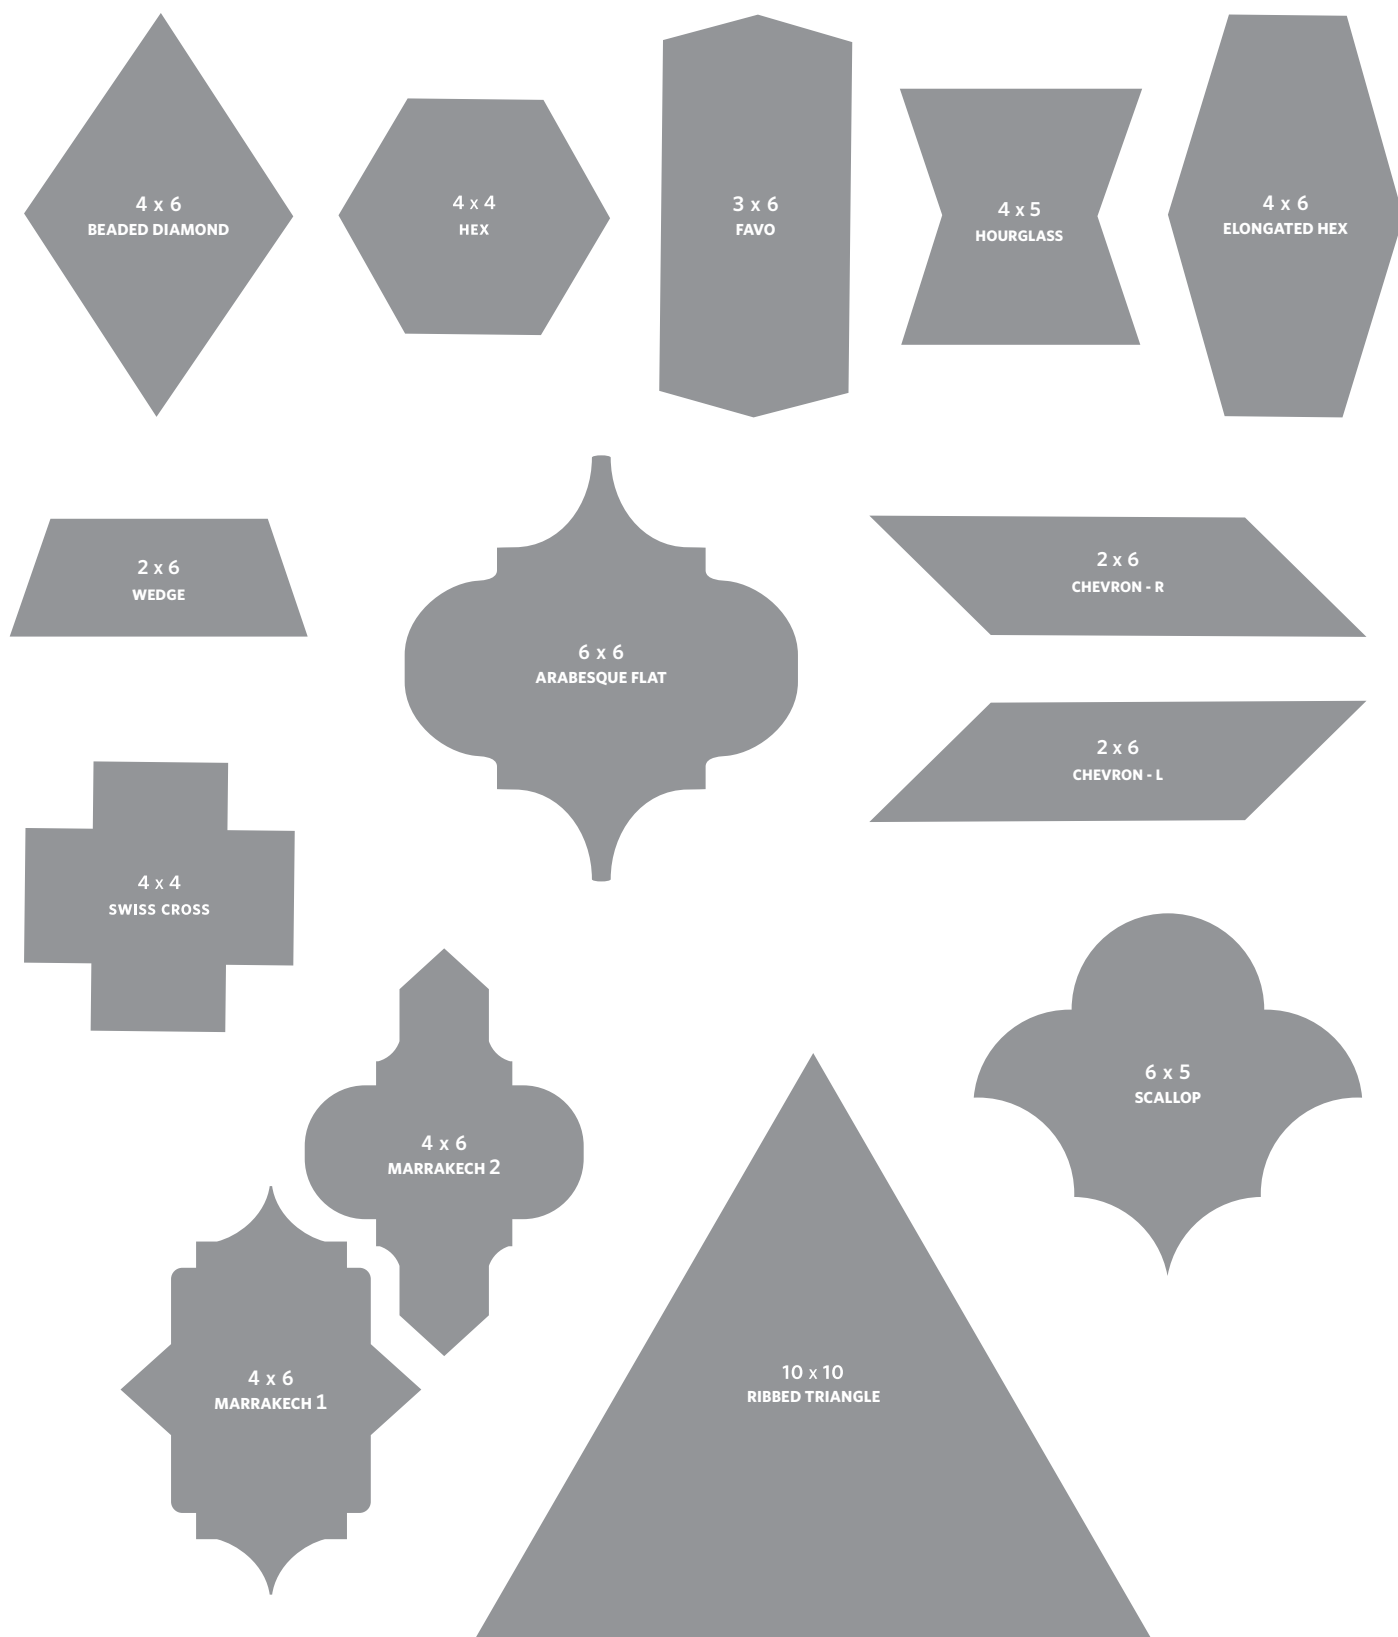 4 x 6
BEADED DIAMOND
4 x 4
HEX
3 x 6
FAVO
4 x 5
HOURGLASS
4 x 6
ELONGATED HEX
2 x 6
WEDGE
6 x 6
ARABESQUE FLAT
2 x 6
CHEVRON - R
2 x 6
CHEVRON - L
4 x 4
SWISS CROSS
6 x 5
SCALLOP
4 x 6
MARRAKECH 2
4 x 6
MARRAKECH 1
10 x 10
RIBBED TRIANGLE